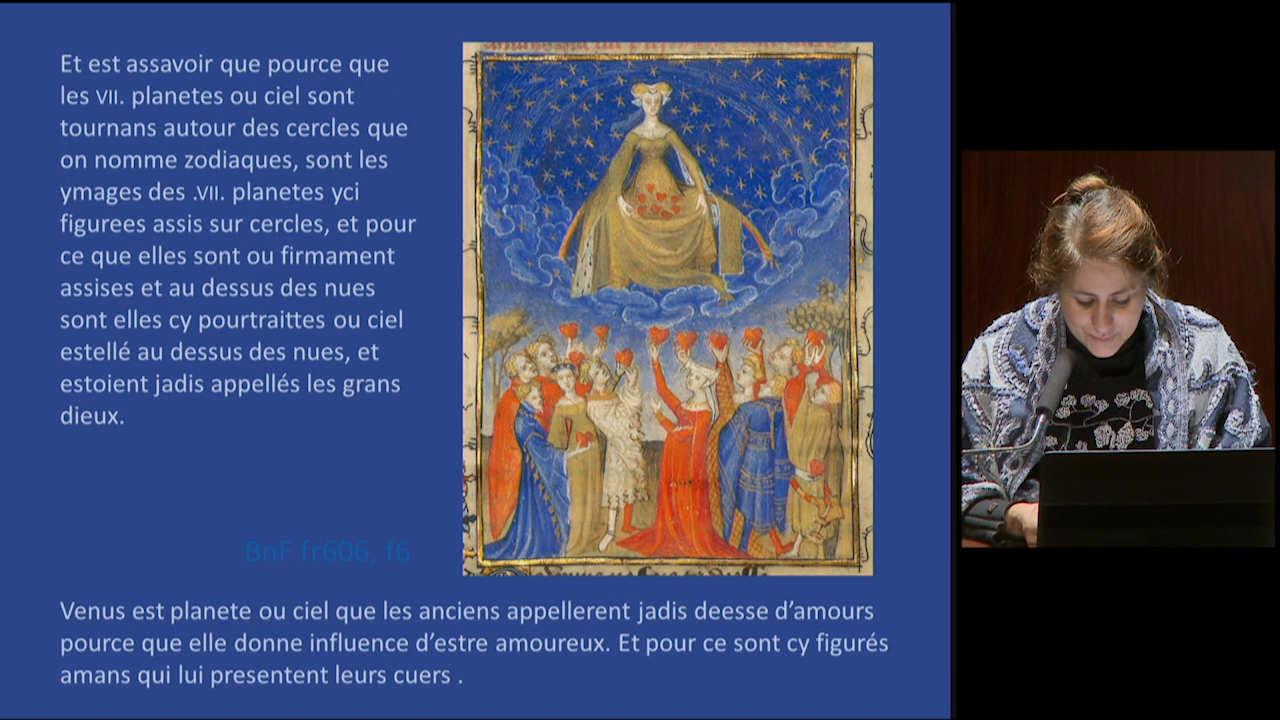 Et est assavoir que pource que
les VII. planetes ou ciel sont
tournans autour des cercles que
on nomme zodiaques, sont les
ymages des .VII. planetes yci
figurees assis sur cercles, et pour
ce que elles sont ou firmament
assises et au dessus des nues
sont elles cy pourtraittes ou ciel
estellé au dessus des nues, et
estoient jadis appellés les grans
dieux.
BnF fr606, f6
Venus est planete ou ciel que les anciens appellerent jadis deesse d’amours
pource que elle donne influence d’estre amoureux. Et pour ce sont cy figurés
amans qui lui presentent leurs cuers .